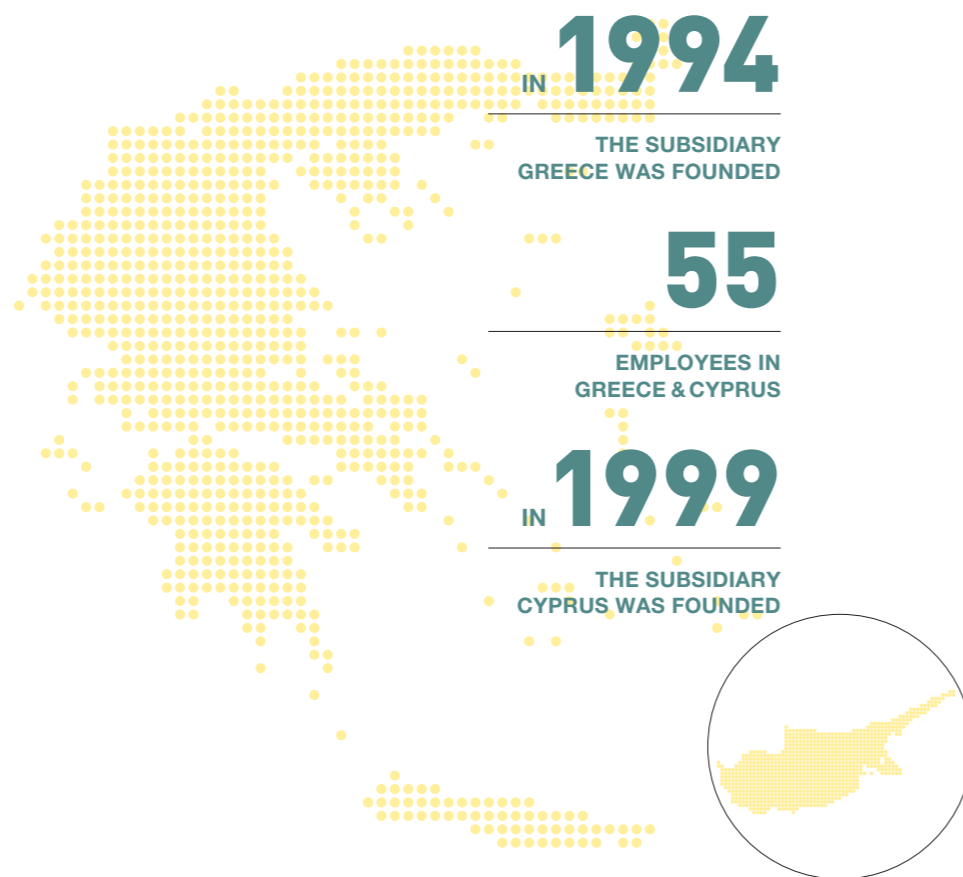 IN 1994
THE SUBSIDIARY
GREECE WAS FOUNDED
55
EMPLOYEES IN
GREECE & CYPRUS
IN 1999
THE SUBSIDIARY
CYPRUS WAS FOUNDED